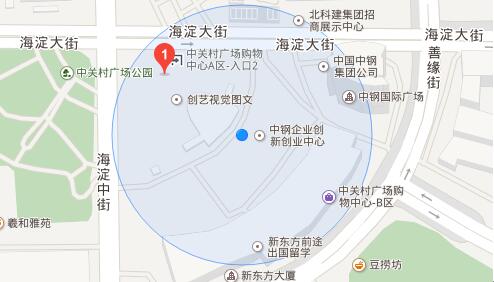 北科建集团招
商展示中心
海淀大街
海淀大街
海淀大街
1
中关村广场购物
中心A区-入口2
中关村广场公园
中国中钢
集团公司
善缘街
创艺视觉图文
中钢国际广场
中钢企业创
新创业中心
海淀中街
中关村广场购
物中心-B区
羲和雅苑
新东方前途
出国留学
豆捞坊
新东方大厦